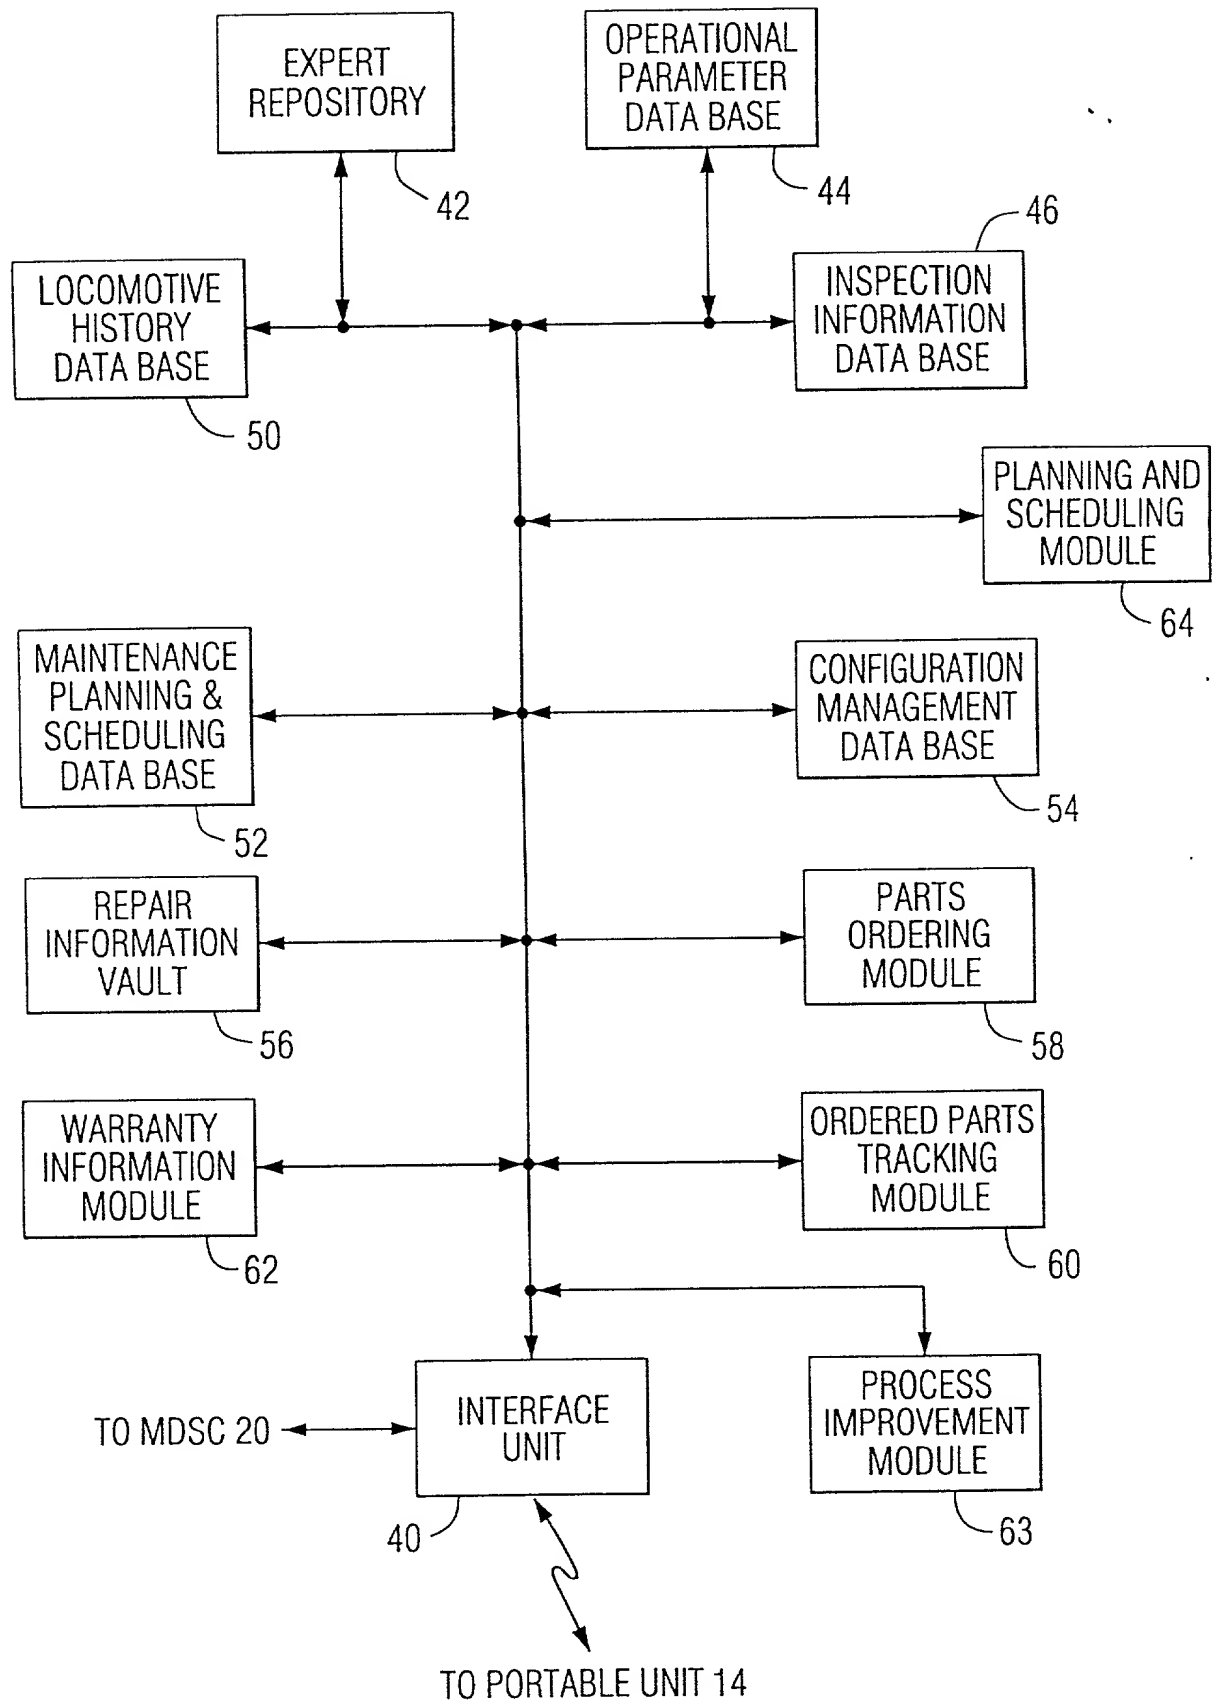 EXPERT
REPOSITORY
42
OPERATIONAL
PARAMETER
DATA BASE
44
46
LOCOMOTIVE
HISTORY
DATA BASE
50
INSPECTION
INFORMATION
DATA BASE
PLANNING AND
SCHEDULING
MODULE
64
MAINTENANCE
PLANNING &
SCHEDULING
DATA BASE
52
CONFIGURATION
MANAGEMENT
DATA BASE
54
REPAIR
INFORMATION
VAULT
56
PARTS
ORDERING
MODULE
58
WARRANTY
INFORMATION
MODULE
62
ORDERED PARTS
TRACKING
MODULE
60
TO MDSC 20
INTERFACE
UNIT
40
PROCESS
IMPROVEMENT
MODULE
63
TO PORTABLE UNIT 14